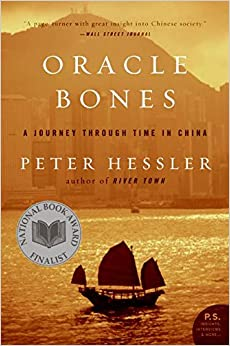 "A page turner with great insight into Chinese society."
—WALL STREET JOURNAL
ORACLE
BONES
A JOURNEY THROUGH TIME IN CHINA
PETER HESSLER
author of RIVER TOWN
NATIONAL BOOK AWARD
FINALIST
P.S.
INSIGHTS,
INTERVIEWS
& MORE...